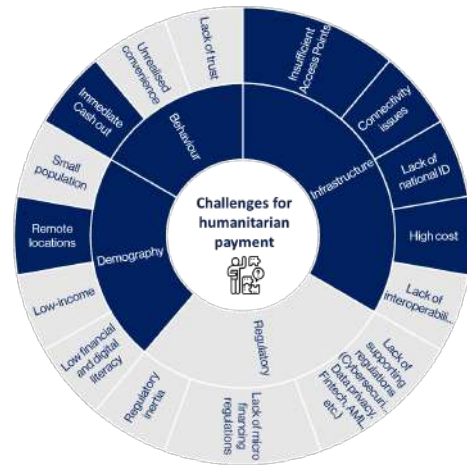 Challenges for
humanitarian
payment
Infrastructure
Insufficient
Access Points
Connectivity
issues
Lack of
national ID
High cost
Lack of
interoperabili...
Regulatory
Lack of
supporting
regulations
(Cybersecuri...
Data privacy,
Fintech, AML,
etc.)
Lack of micro
financing
regulations
Regulatory
inertia
Demography
Low financial
and digital
literacy
Low-income
Remote
locations
Small
population
Behaviour
Immediate
Cash out
Unrealised
convenience
Lack of trust